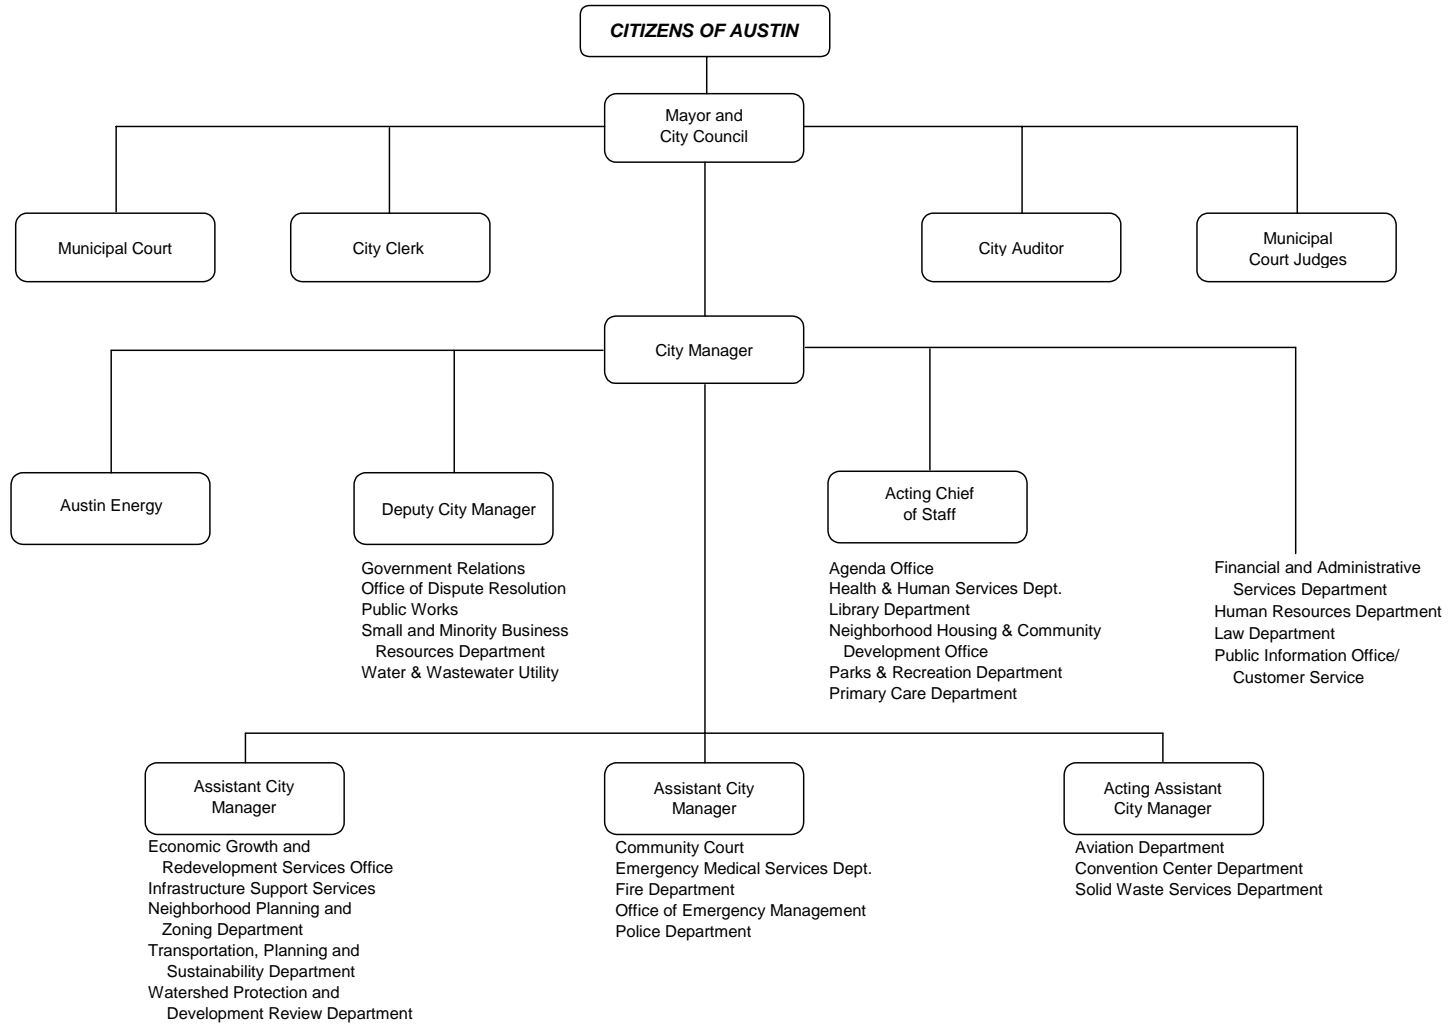 CITIZENS OF AUSTIN
Mayor and
City Council
Municipal Court
City Clerk
City Auditor
Municipal
Court Judges
City Manager
Austin Energy
Deputy City Manager
Government Relations
Office of Dispute Resolution
Public Works
Small and Minority Business
Resources Department
Water & Wastewater Utility
Acting Chief
of Staff
Agenda Office
Health & Human Services Dept.
Library Department
Neighborhood Housing & Community
Development Office
Parks & Recreation Department
Primary Care Department
Financial and Administrative
Services Department
Human Resources Department
Law Department
Public Information Office/
Customer Service
Assistant City
Manager
Economic Growth and
Redevelopment Services Office
Infrastructure Support Services
Neighborhood Planning and
Zoning Department
Transportation, Planning and
Sustainability Department
Watershed Protection and
Development Review Department
Assistant City
Manager
Community Court
Emergency Medical Services Dept.
Fire Department
Office of Emergency Management
Police Department
Acting Assistant
City Manager
Aviation Department
Convention Center Department
Solid Waste Services Department